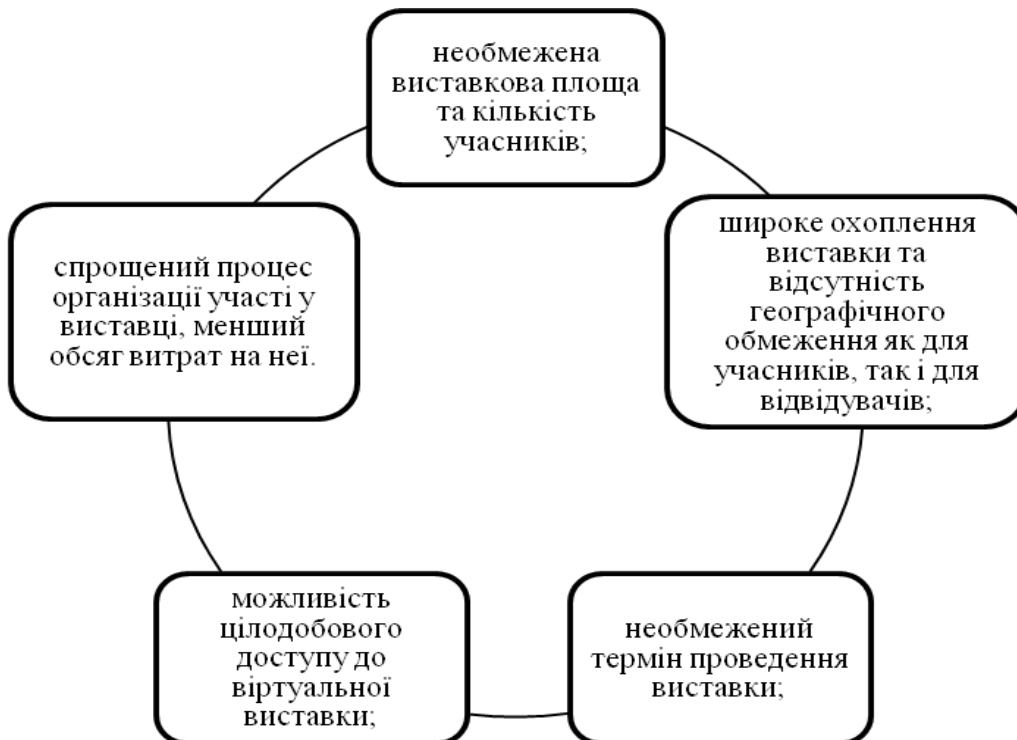 необмежена
виставкова площа
та кількість
учасників;
широке охоплення
виставки та
відсутність
географічного
обмеження як для
учасників, так і для
відвідувачів;
необмежений
термін проведення
виставки;
можливість
цілодобового
доступу до
віртуальної
виставки;
спрощений процес
організації участі у
виставці, менший
обсяг витрат на неї.